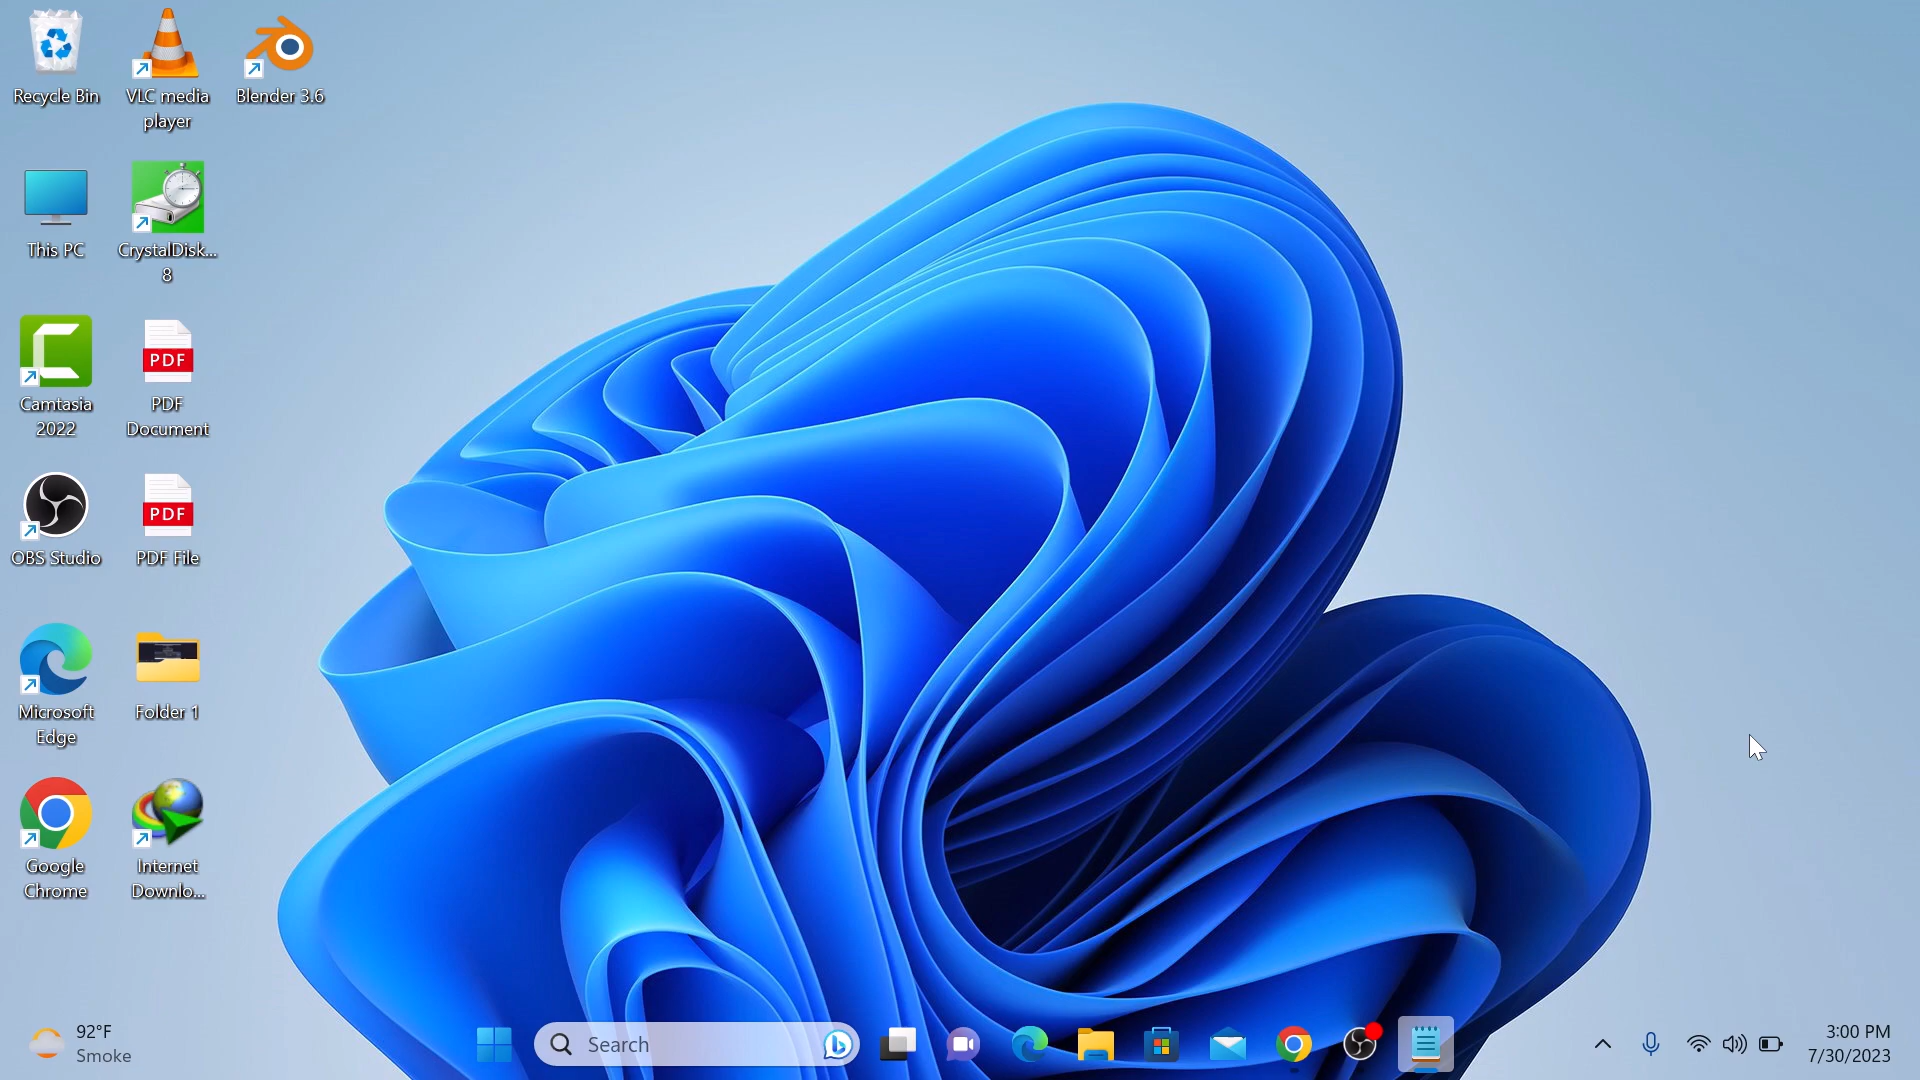 Recycle Bin
VLC media
player
Blender 3.6
This PC
CrystalDisk...
8
Camtasia
2022
PDF
PDF
Document
OBS Studio
PDF
PDF File
Microsoft
Edge
Folder 1
Google
Chrome
Internet
Downlo...
92°F
Smoke
Search
3:00 PM
7/30/2023